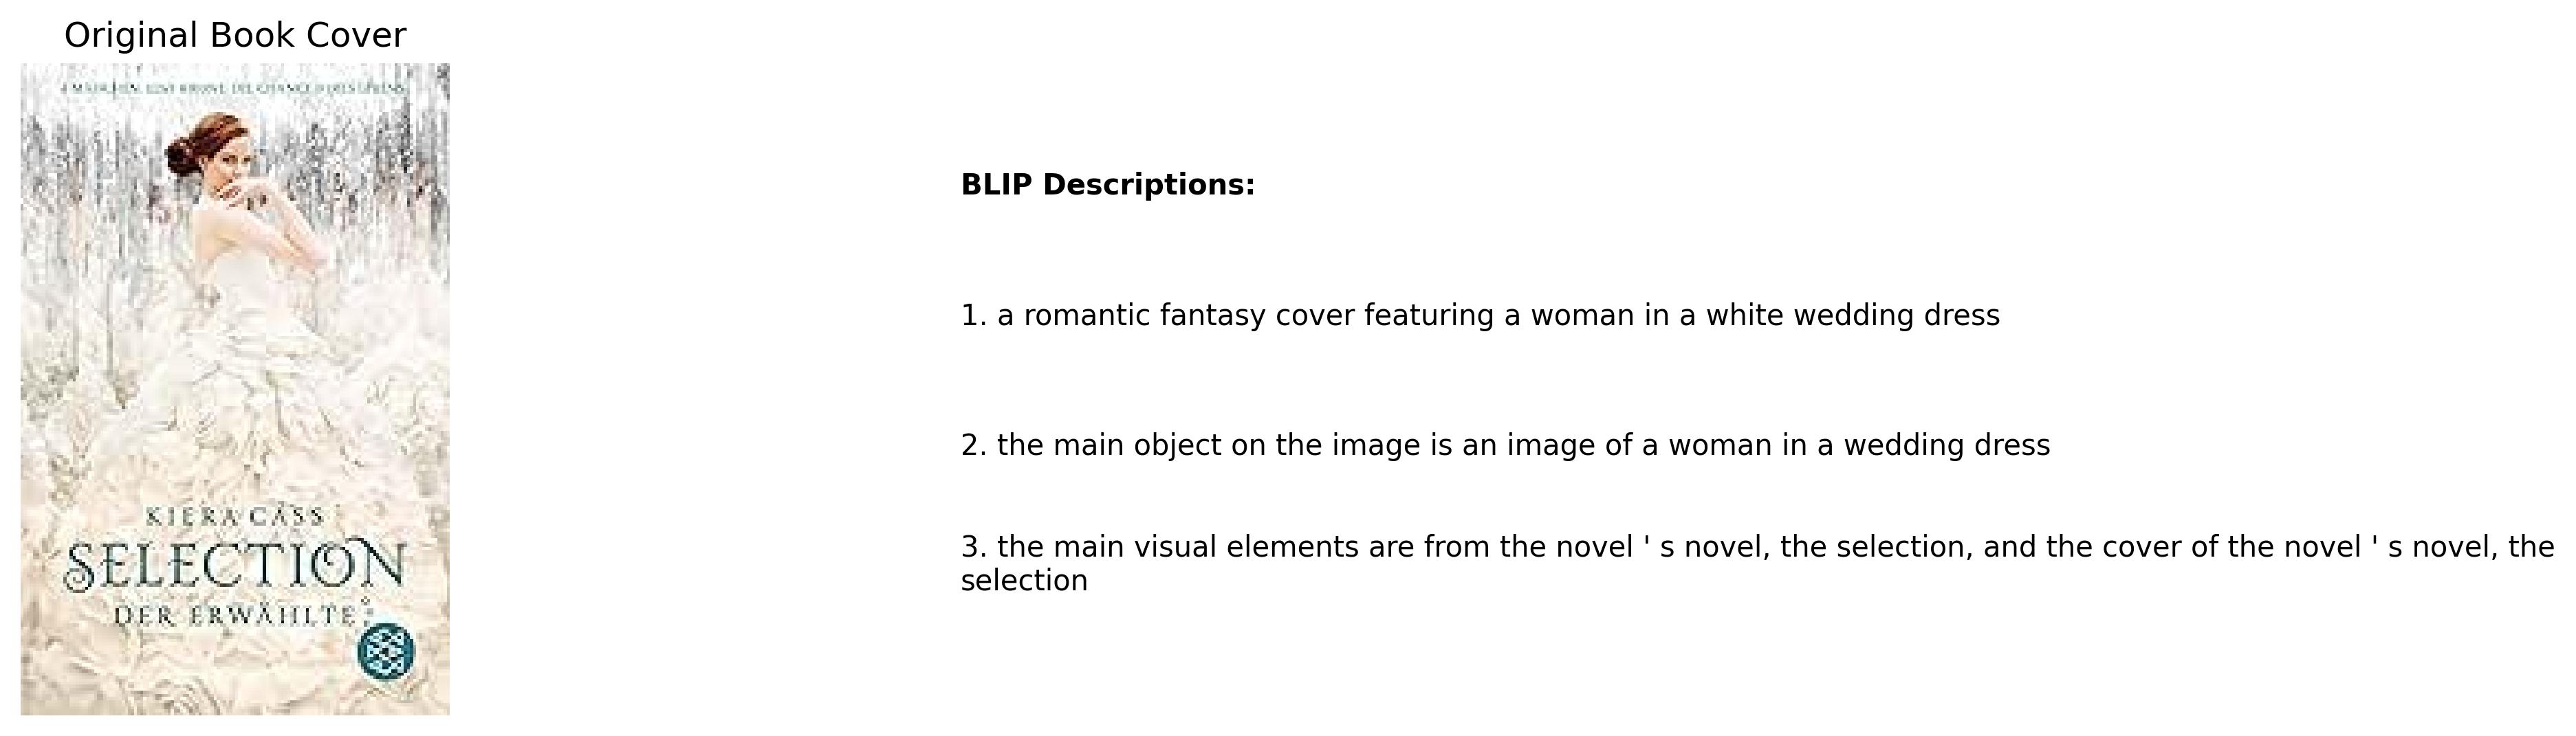 Original Book Cover
KIERA CASS
SELECTION
DER ERWÄHLTE
BLIP Descriptions:
1. a romantic fantasy cover featuring a woman in a white wedding dress
2. the main object on the image is an image of a woman in a wedding dress
3. the main visual elements are from the novel ' s novel, the selection, and the cover of the novel ' s novel, the
selection